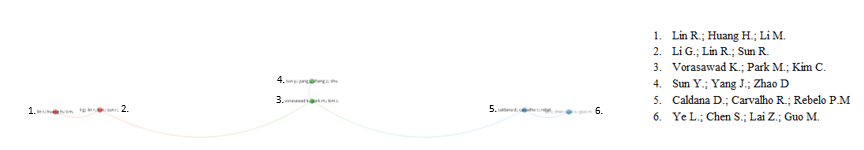 4.
3.
1.
2.
5.
6.
1. Lin R.; Huang H.; Li M.
2. Li G.; Lin R.; Sun R.
3. Vorasawad K.; Park M.; Kim C.
4. Sun Y.; Yang J.; Zhao D
5. Caldana D.; Carvalho R.; Rebelo P.M
6. Ye L.; Chen S.; Lai Z.; Guo M.